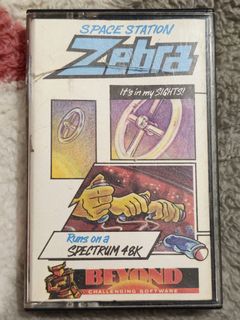 SPACE STATION
Zebra
It's in my SIGHTS!
Runs on a
SPECTRUM 48K
BEYOND
CHALLENGING SOFTWARE